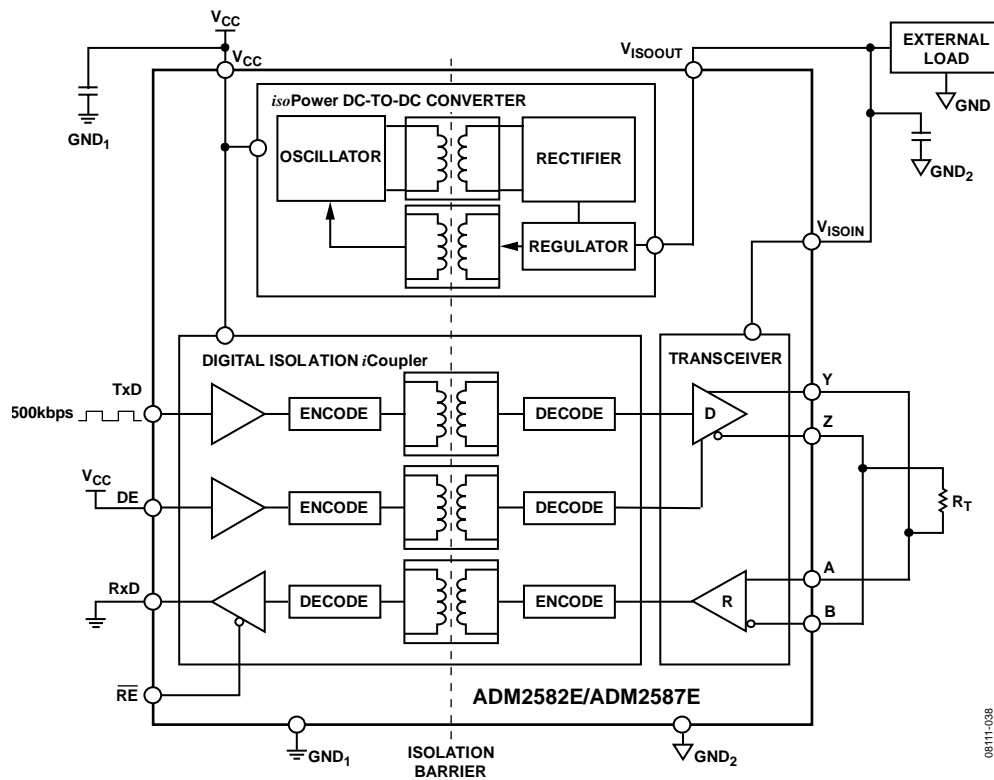 VCC
VCC
VISOOUT
EXTERNAL
LOAD
GND
GND1
isoPower DC-TO-DC CONVERTER
OSCILLATOR
RECTIFIER
REGULATOR
GND2
VISOIN
DIGITAL ISOLATION iCoupler
TRANSCEIVER
TxD
500kbps
ENCODE
DECODE
D
Y
Z
VCC
DE
ENCODE
DECODE
RT
RxD
DECODE
ENCODE
R
A
B
RE
ADM2582E/ADM2587E
GND1
ISOLATION
BARRIER
GND2
08111-038